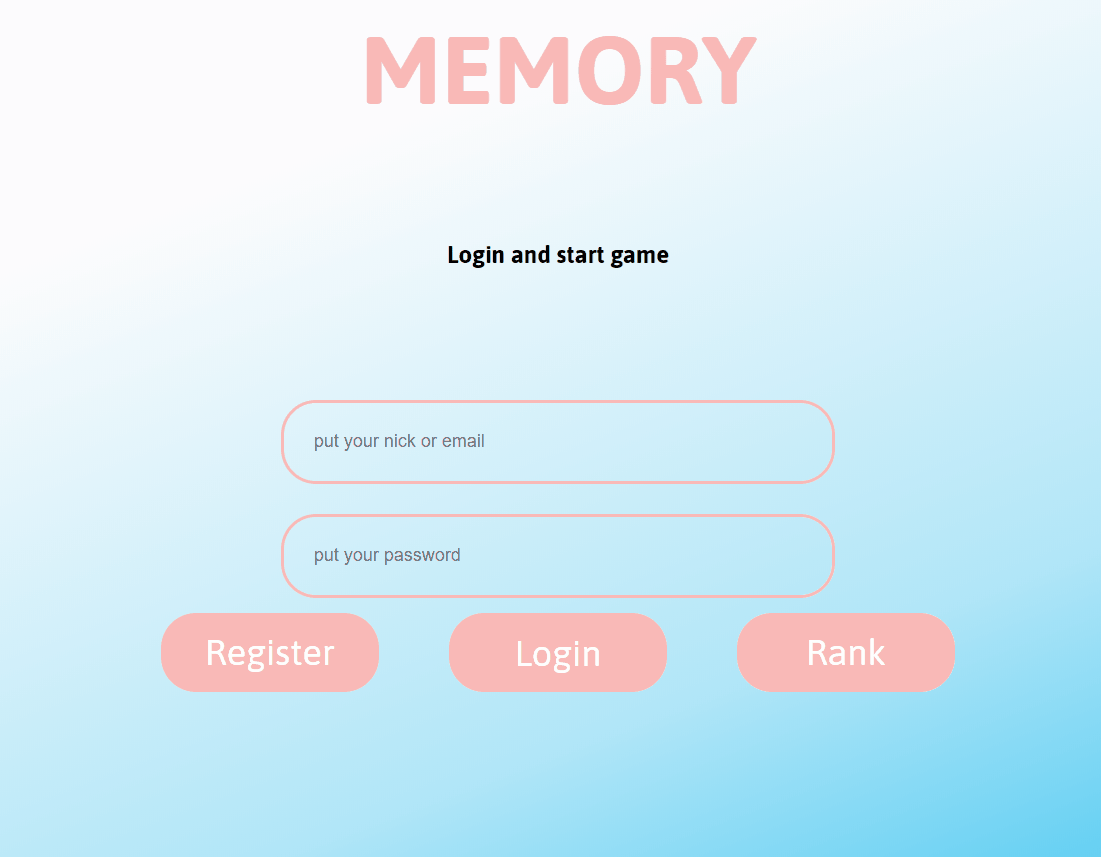 MEMORY
Login and start game
put your nick or email
put your password
Register
Login
Rank